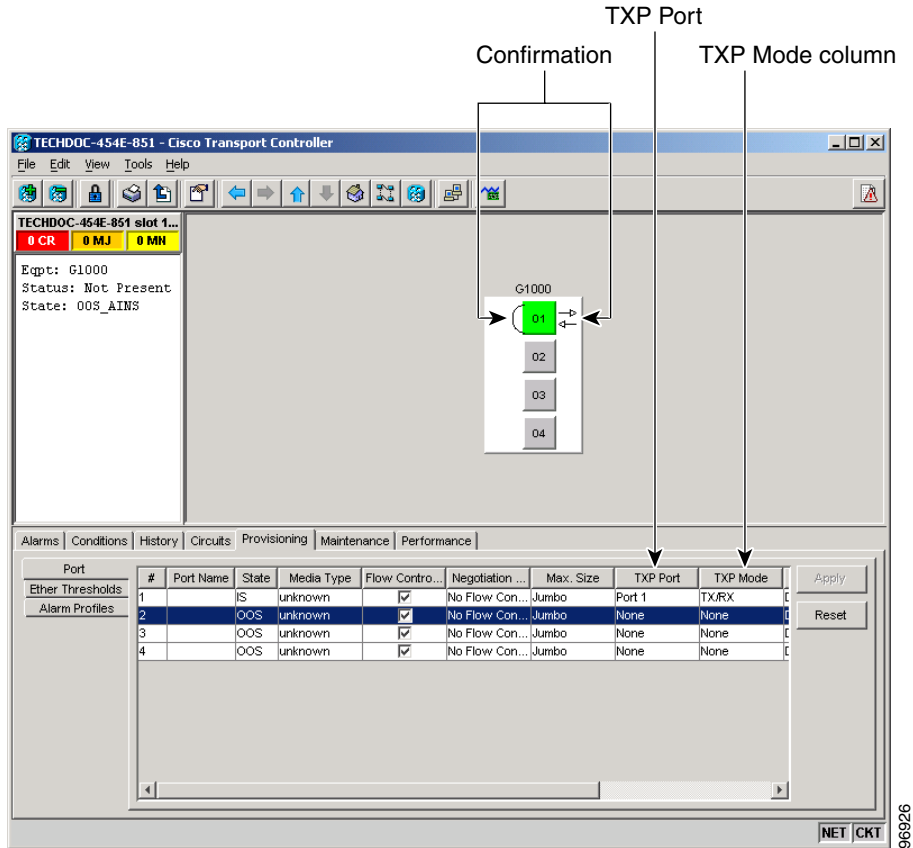 TXP Port
Confirmation
TXP Mode column
TECHDOC-454E-851 - Cisco Transport Controller
File Edit View Tools Help
TECHDOC-454E-851 slot 1...
0 CR 0 MJ 0 MN
Eqpt: G1000
Status: Not Present
State: OOS_AINS
G1000
01
02
03
04
Alarms Conditions History Circuits Provisioning Maintenance Performance
Port
Ether Thresholds
Alarm Profiles
# Port Name State Media Type Flow Contro... Negotiation ... Max. Size TXP Port TXP Mode
1 IS unknown No Flow Con... Jumbo Port 1 TX/RX
2 OOS unknown No Flow Con... Jumbo None None
3 OOS unknown No Flow Con... Jumbo None None
4 OOS unknown No Flow Con... Jumbo None None
Apply
Reset
NET CKT
96926